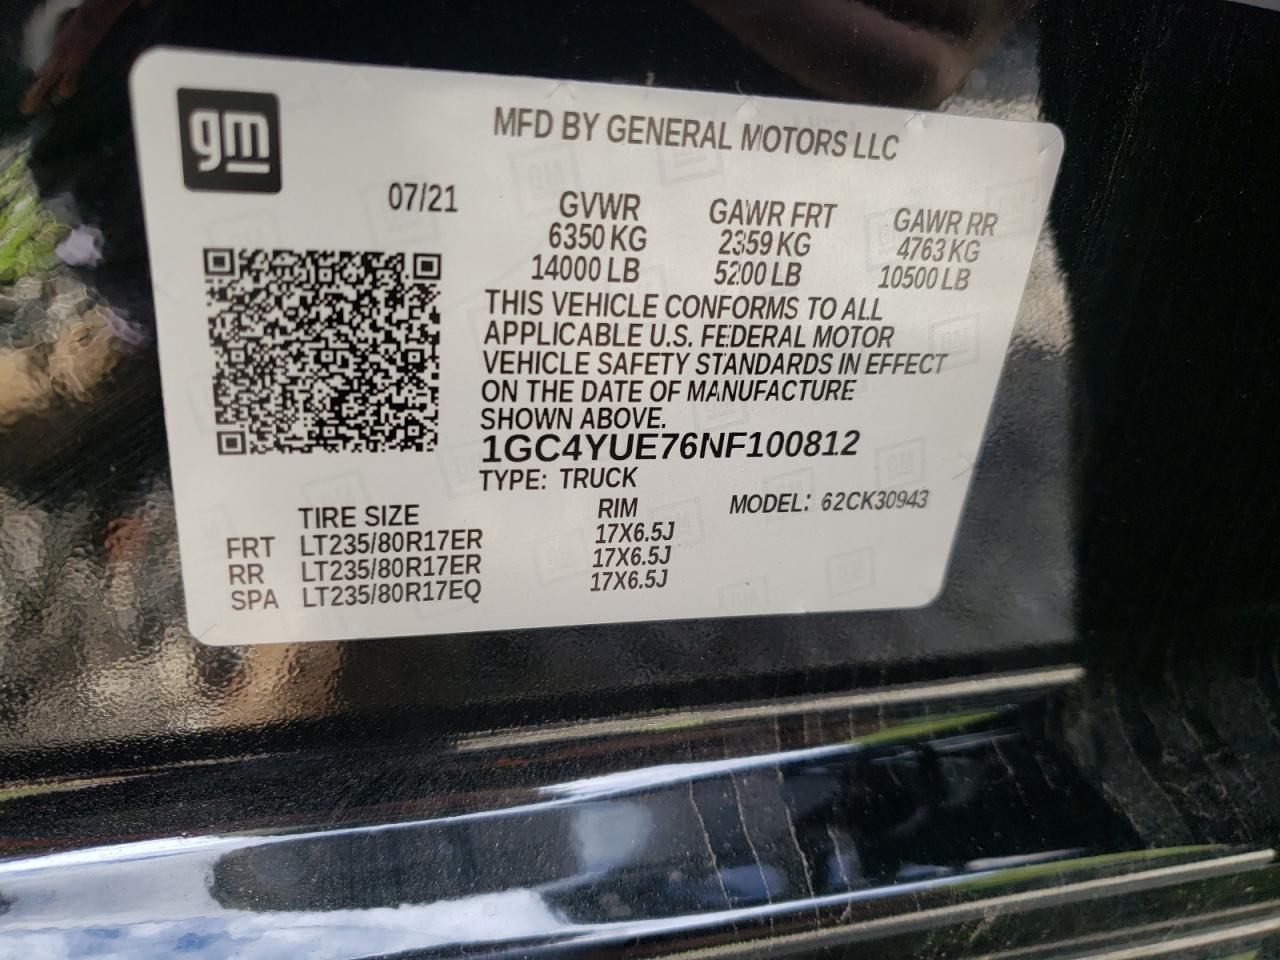 gm
MFD BY GENERAL MOTORS LLC
07/21 GVWR GAWR FRT GAWR RR
6350 KG 2359 KG 4763 KG
14000 LB 5200 LB 10500 LB
THIS VEHICLE CONFORMS TO ALL
APPLICABLE U.S. FEDERAL MOTOR
VEHICLE SAFETY STANDARDS IN EFFECT
ON THE DATE OF MANUFACTURE
SHOWN ABOVE.
1GC4YUE76NF100812
TYPE: TRUCK
MODEL: 62CK30943
TIRE SIZE RIM
FRT LT235/80R17ER 17X6.5J
RR LT235/80R17ER 17X6.5J
SPA LT235/80R17EQ 17X6.5J